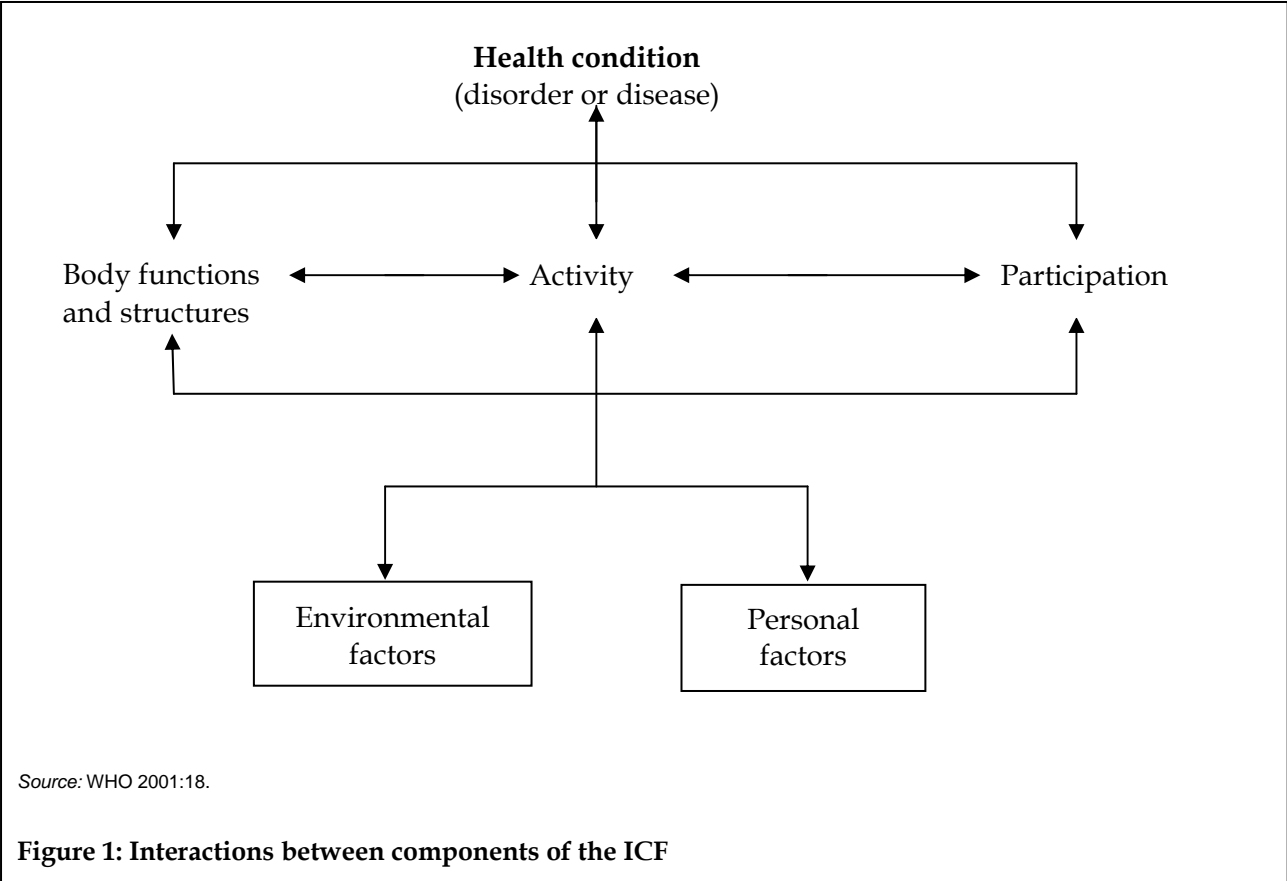 Health condition
(disorder or disease)
Body functions
and structures
Activity
Participation
Environmental
factors
Personal
factors
Source: WHO 2001:18.
Figure 1: Interactions between components of the ICF